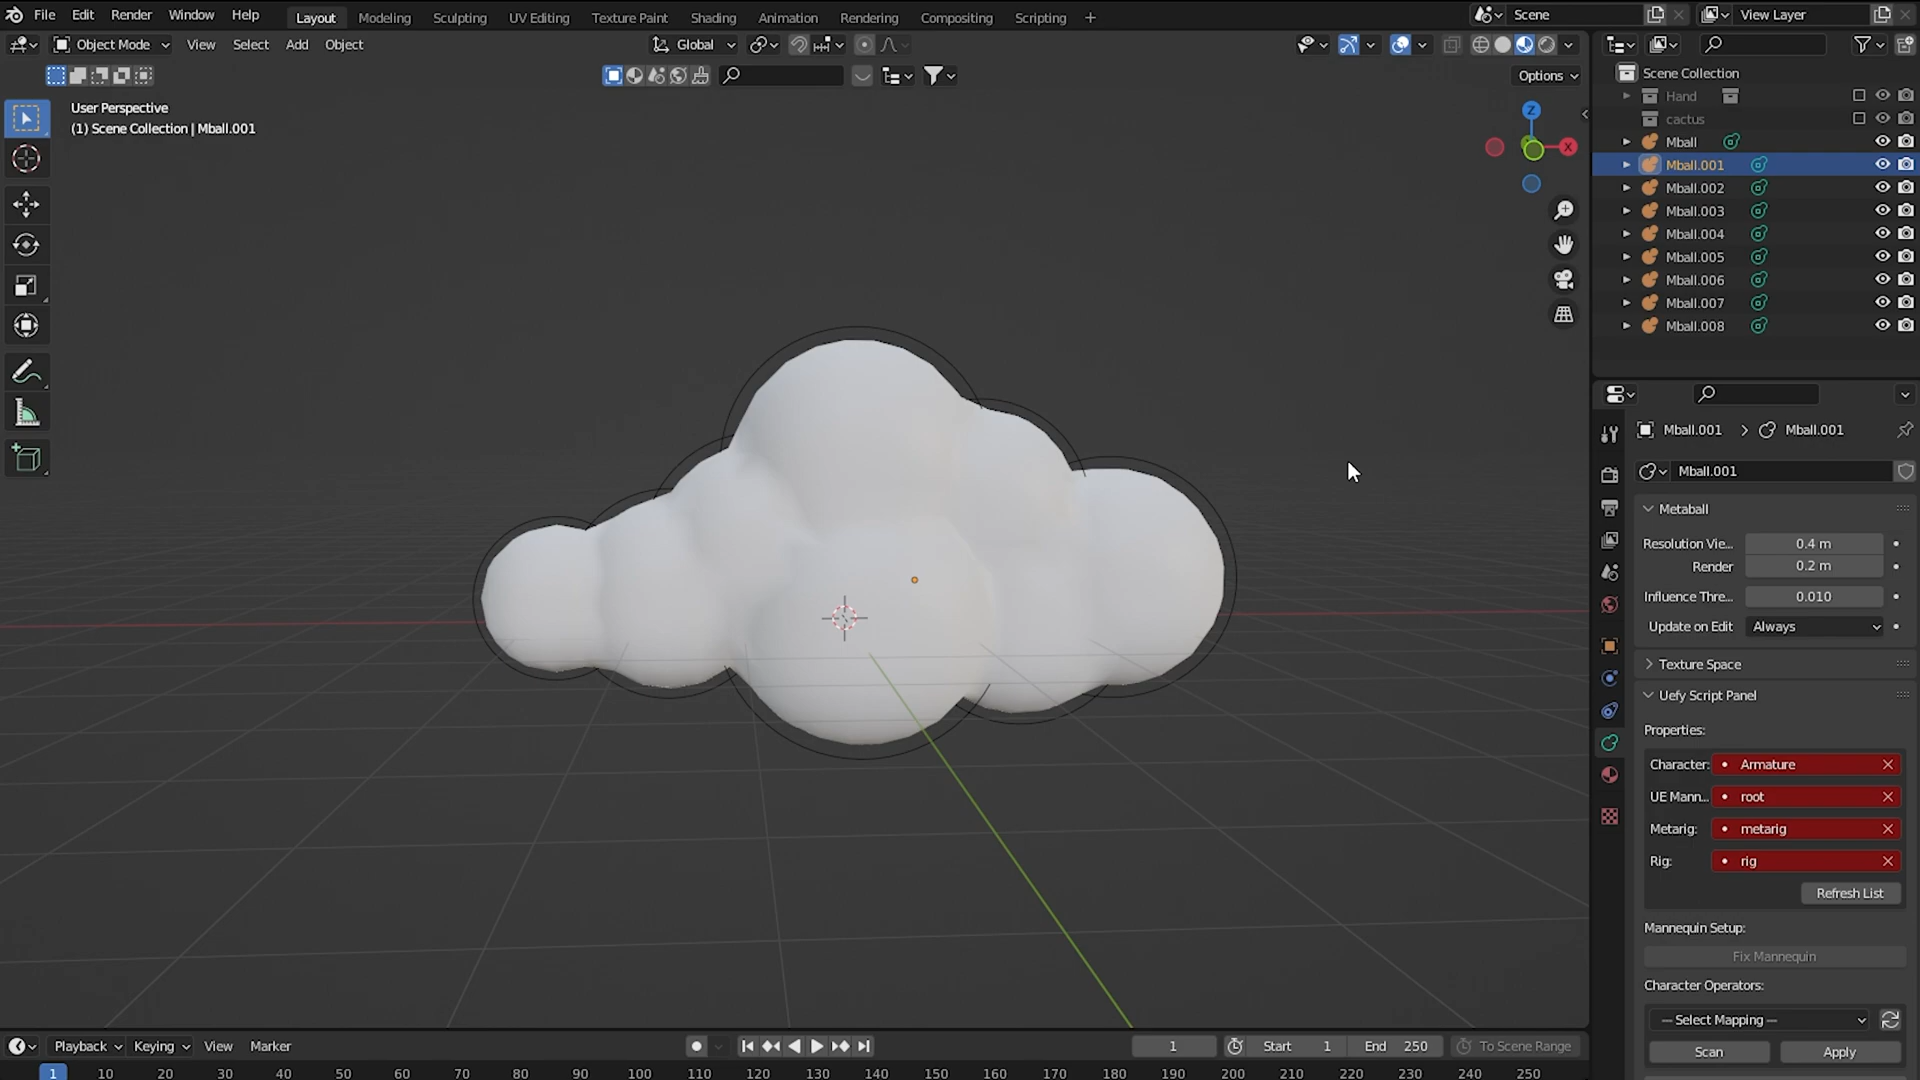 File Edit Render Window Help Layout Modeling Sculpting UV Editing Texture Paint Shading Animation Rendering Compositing Scripting + Scene View Layer
Object Mode View Select Add Object Global
Options
User Perspective
(1) Scene Collection | Mball.001
Z
X
Scene Collection
Hand
cactus
Mball
Mball.001
Mball.002
Mball.003
Mball.004
Mball.005
Mball.006
Mball.007
Mball.008
Mball.001 > Mball.001
Mball.001
Metaball
Resolution Vie... 0.4 m
Render 0.2 m
Influence Thre... 0.010
Update on Edit Always
Texture Space
Uefy Script Panel
Properties:
Character: Armature
UE Mann... root
Metarig: metarig
Rig: rig
Refresh List
Mannequin Setup:
Fix Mannequin
Character Operators:
— Select Mapping —
Scan Apply
Playback Keying View Marker 1 Start 1 End 250 To Scene Range
1 10 20 30 40 50 60 70 80 90 100 110 120 130 140 150 160 170 180 190 200 210 220 230 240 250